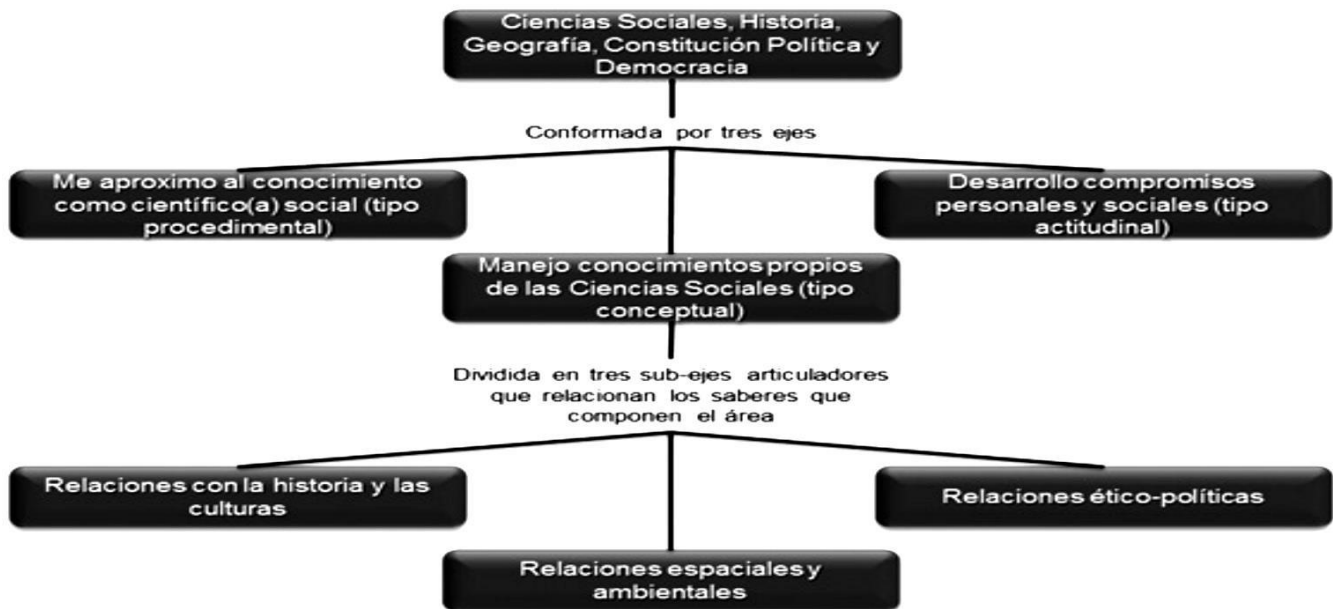 Ciencias Sociales, Historia,
Geografía, Constitución Política y
Democracia
Conformada por tres ejes
Me aproximo al conocimiento
como científico(a) social (tipo
procedimental)
Desarrollo compromisos
personales y sociales (tipo
actitudinal)
Manejo conocimientos propios
de las Ciencias Sociales (tipo
conceptual)
Dividida en tres sub-ejes articuladores
que relacionan los saberes que
componen el área
Relaciones con la historia y las
culturas
Relaciones ético-políticas
Relaciones espaciales y
ambientales